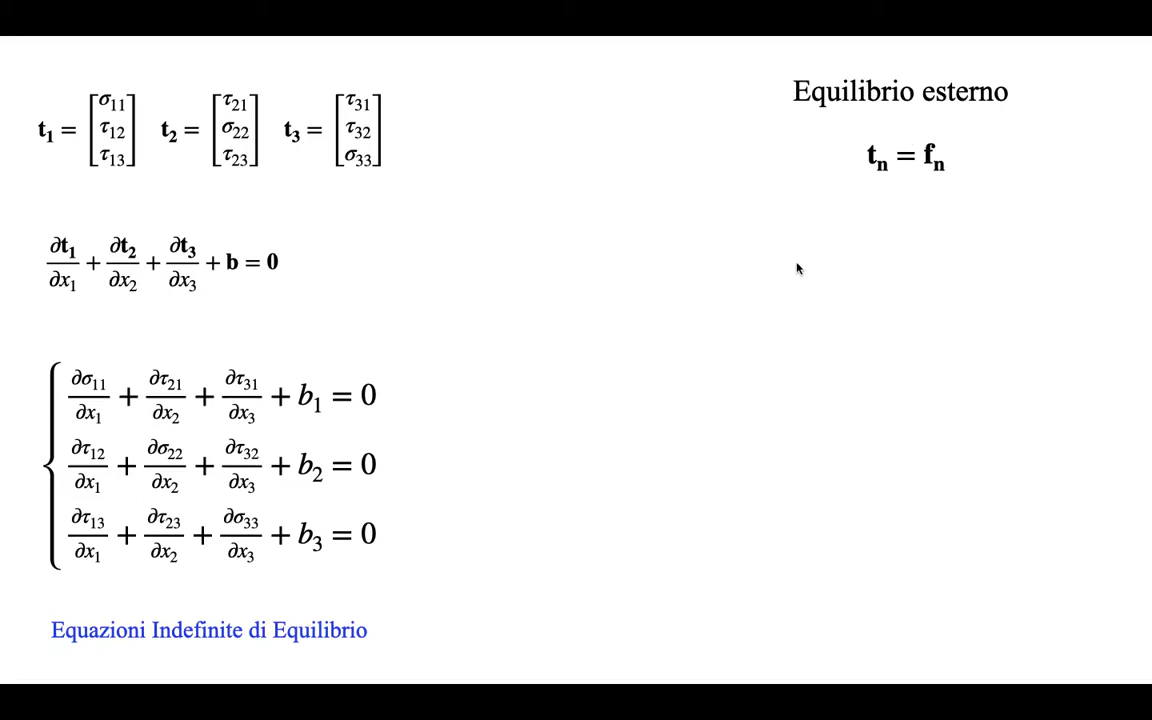 t₁ = [σ₁₁ τ₁₂ τ₁₃] t₂ = [τ₂₁ σ₂₂ τ₂₃] t₃ = [τ₃₁ τ₃₂ σ₃₃]
∂t₁/∂x₁ + ∂t₂/∂x₂ + ∂t₃/∂x₃ + b = 0
∂σ₁₁/∂x₁ + ∂τ₂₁/∂x₂ + ∂τ₃₁/∂x₃ + b₁ = 0
∂τ₁₂/∂x₁ + ∂σ₂₂/∂x₂ + ∂τ₃₂/∂x₃ + b₂ = 0
∂τ₁₃/∂x₁ + ∂τ₂₃/∂x₂ + ∂σ₃₃/∂x₃ + b₃ = 0
Equazioni Indefinite di Equilibrio
Equilibrio esterno
tₙ = fₙ